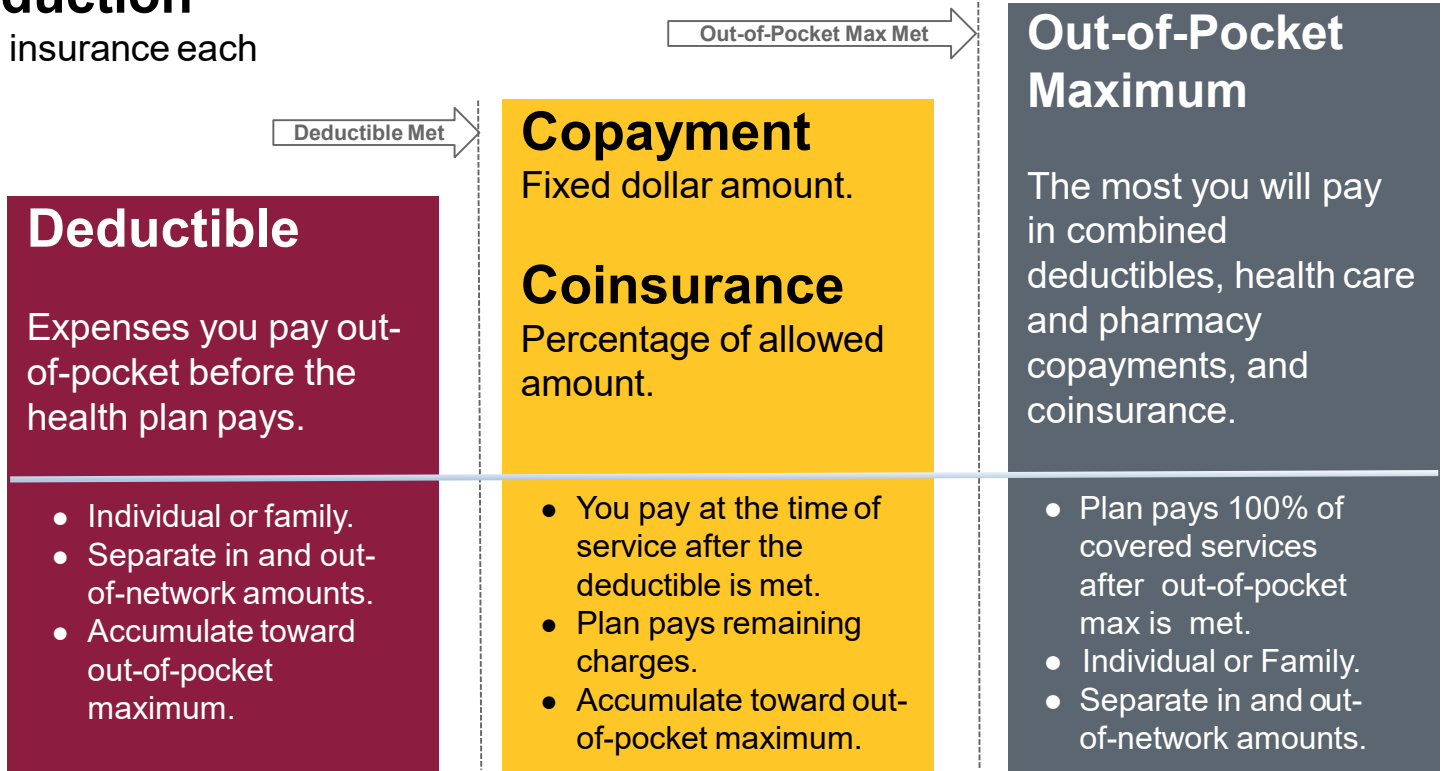 insurance each
Deductible Met
Out-of-Pocket Max Met
Deductible
Expenses you pay out-
of-pocket before the
health plan pays.
● Individual or family.
● Separate in and out-
of-network amounts.
● Accumulate toward
out-of-pocket
maximum.
Copayment
Fixed dollar amount.
Coinsurance
Percentage of allowed
amount.
● You pay at the time of
service after the
deductible is met.
● Plan pays remaining
charges.
● Accumulate toward out-
of-pocket maximum.
Out-of-Pocket
Maximum
The most you will pay
in combined
deductibles, health care
and pharmacy
copayments, and
coinsurance.
● Plan pays 100% of
covered services
after out-of-pocket
max is met.
● Individual or Family.
● Separate in and out-
of-network amounts.